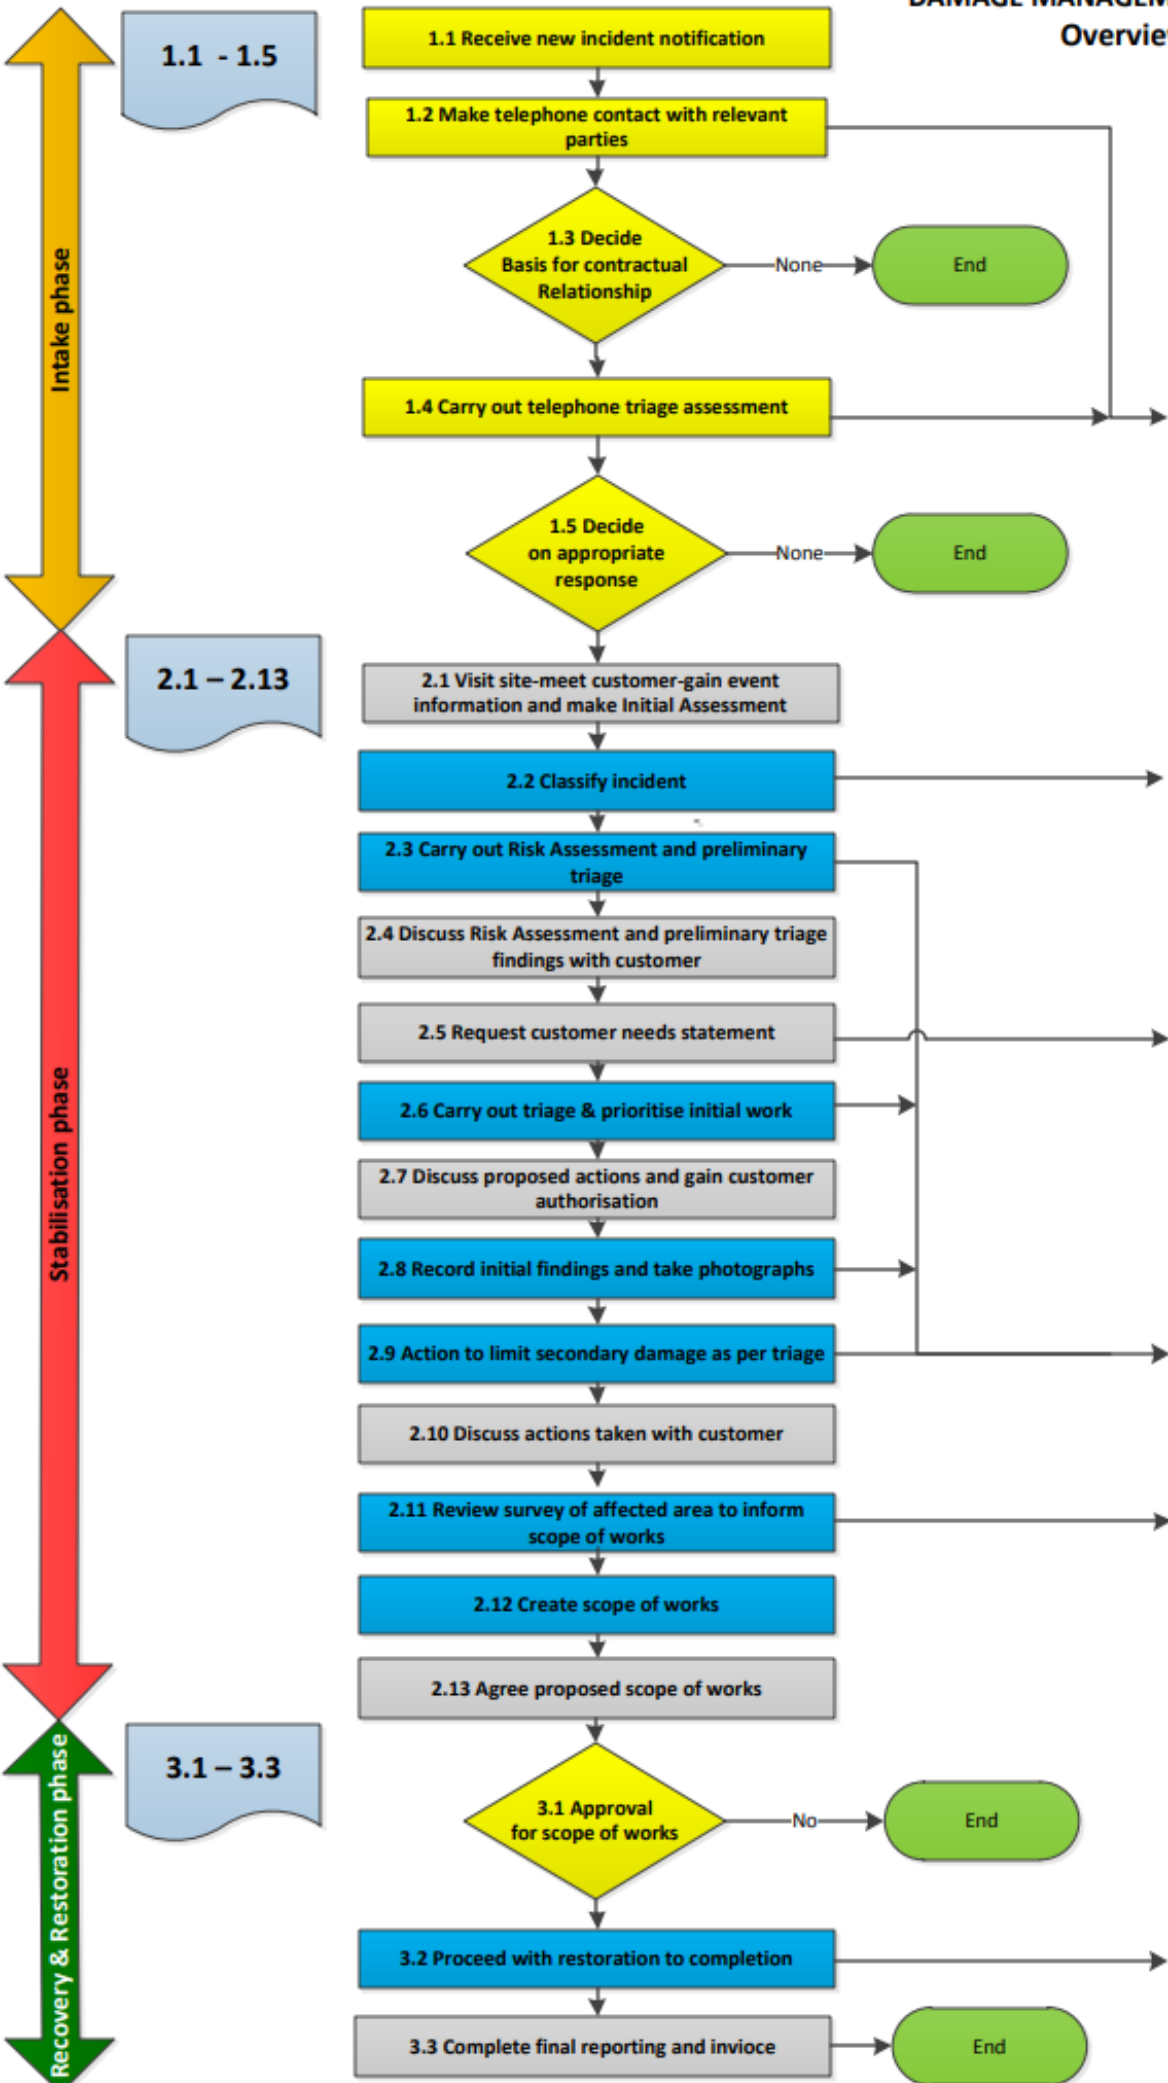 DAMAGE MANAGEM
Overvie
1.1 - 1.5
1.1 Receive new incident notification
1.2 Make telephone contact with relevant
parties
1.3 Decide
Basis for contractual
Relationship
None
End
Intake phase
1.4 Carry out telephone triage assessment
1.5 Decide
on appropriate
response
None
End
2.1 – 2.13
2.1 Visit site-meet customer-gain event
information and make Initial Assessment
2.2 Classify incident
2.3 Carry out Risk Assessment and preliminary
triage
2.4 Discuss Risk Assessment and preliminary triage
findings with customer
2.5 Request customer needs statement
2.6 Carry out triage & prioritise initial work
Stabilisation phase
2.7 Discuss proposed actions and gain customer
authorisation
2.8 Record initial findings and take photographs
2.9 Action to limit secondary damage as per triage
2.10 Discuss actions taken with customer
2.11 Review survey of affected area to inform
scope of works
2.12 Create scope of works
2.13 Agree proposed scope of works
3.1 – 3.3
3.1 Approval
for scope of works
No
End
Recovery & Restoration phase
3.2 Proceed with restoration to completion
3.3 Complete final reporting and invioce
End